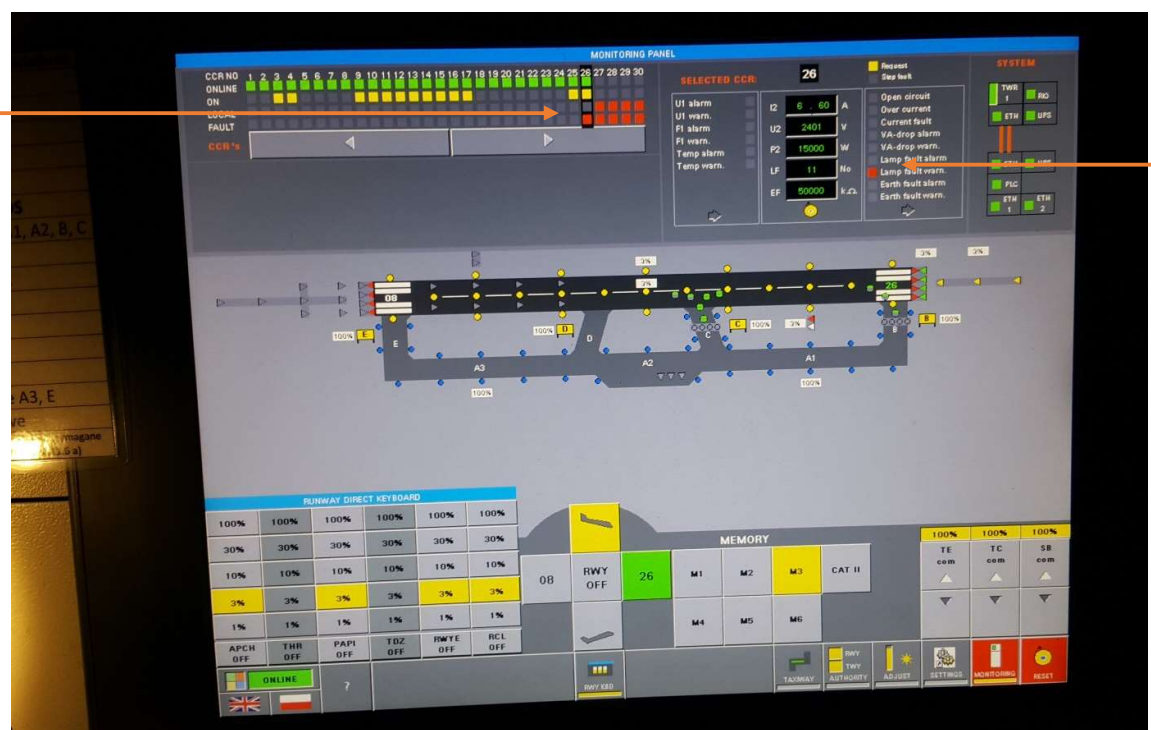 MONITORING PANEL
CCR NO 1 2 3 4 5 6 7 8 9 10 11 12 13 14 15 16 17 18 19 20 21 22 23 24 25 26 27 28 29 30
ONLINE
ON
LOCAL
FAULT
CCR's
SELECTED CCR: 26
U1 alarm
U1 warn.
F1 alarm
F1 warn.
Temp alarm
Temp warn.
I2 6 . 60 A
U2 2401 V
P2 15000 W
LF 11 No
EF 50000 kΩ
Request
Step fault
Open circuit
Over current
Current fault
VA-drop alarm
VA-drop warn.
Lamp fault alarm
Lamp fault warn.
Earth fault alarm
Earth fault warn.
SYSTEM
TWR 1 RIO
ETH UPS
ETH UPS
PLC
ETH 1 ETH 2
S
1, A2, B, C
A3, E
ve
ymagane
3% 3% 3%
3%
08 26
100% E 100% D C 100% 3% B 100%
E D C B
A3 A2 A1
100% 100%
RUNWAY DIRECT KEYBOARD
100% 100% 100% 100% 100% 100%
30% 30% 30% 30% 30% 30%
10% 10% 10% 10% 10% 10%
3% 3% 3% 3% 3% 3%
1% 1% 1% 1% 1% 1%
APCH OFF THR OFF PAPI OFF TDZ OFF RWYE OFF RCL OFF
08 RWY OFF 26
MEMORY
M1 M2 M3 CAT II
M4 M5 M6
100% 100% 100%
TE com TC com SB com
ONLINE ?
RWY KBD
TAXIWAY
RWY
TWY
AUTHORITY
ADJUST
SETTINGS
MONITORING
RESET